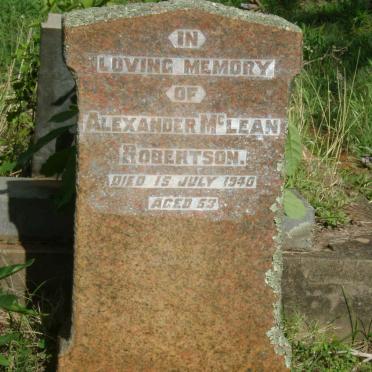 IN
LOVING MEMORY
OF
ALEXANDER McLEAN
ROBERTSON.
DIED 15 JULY 1940
AGED 53